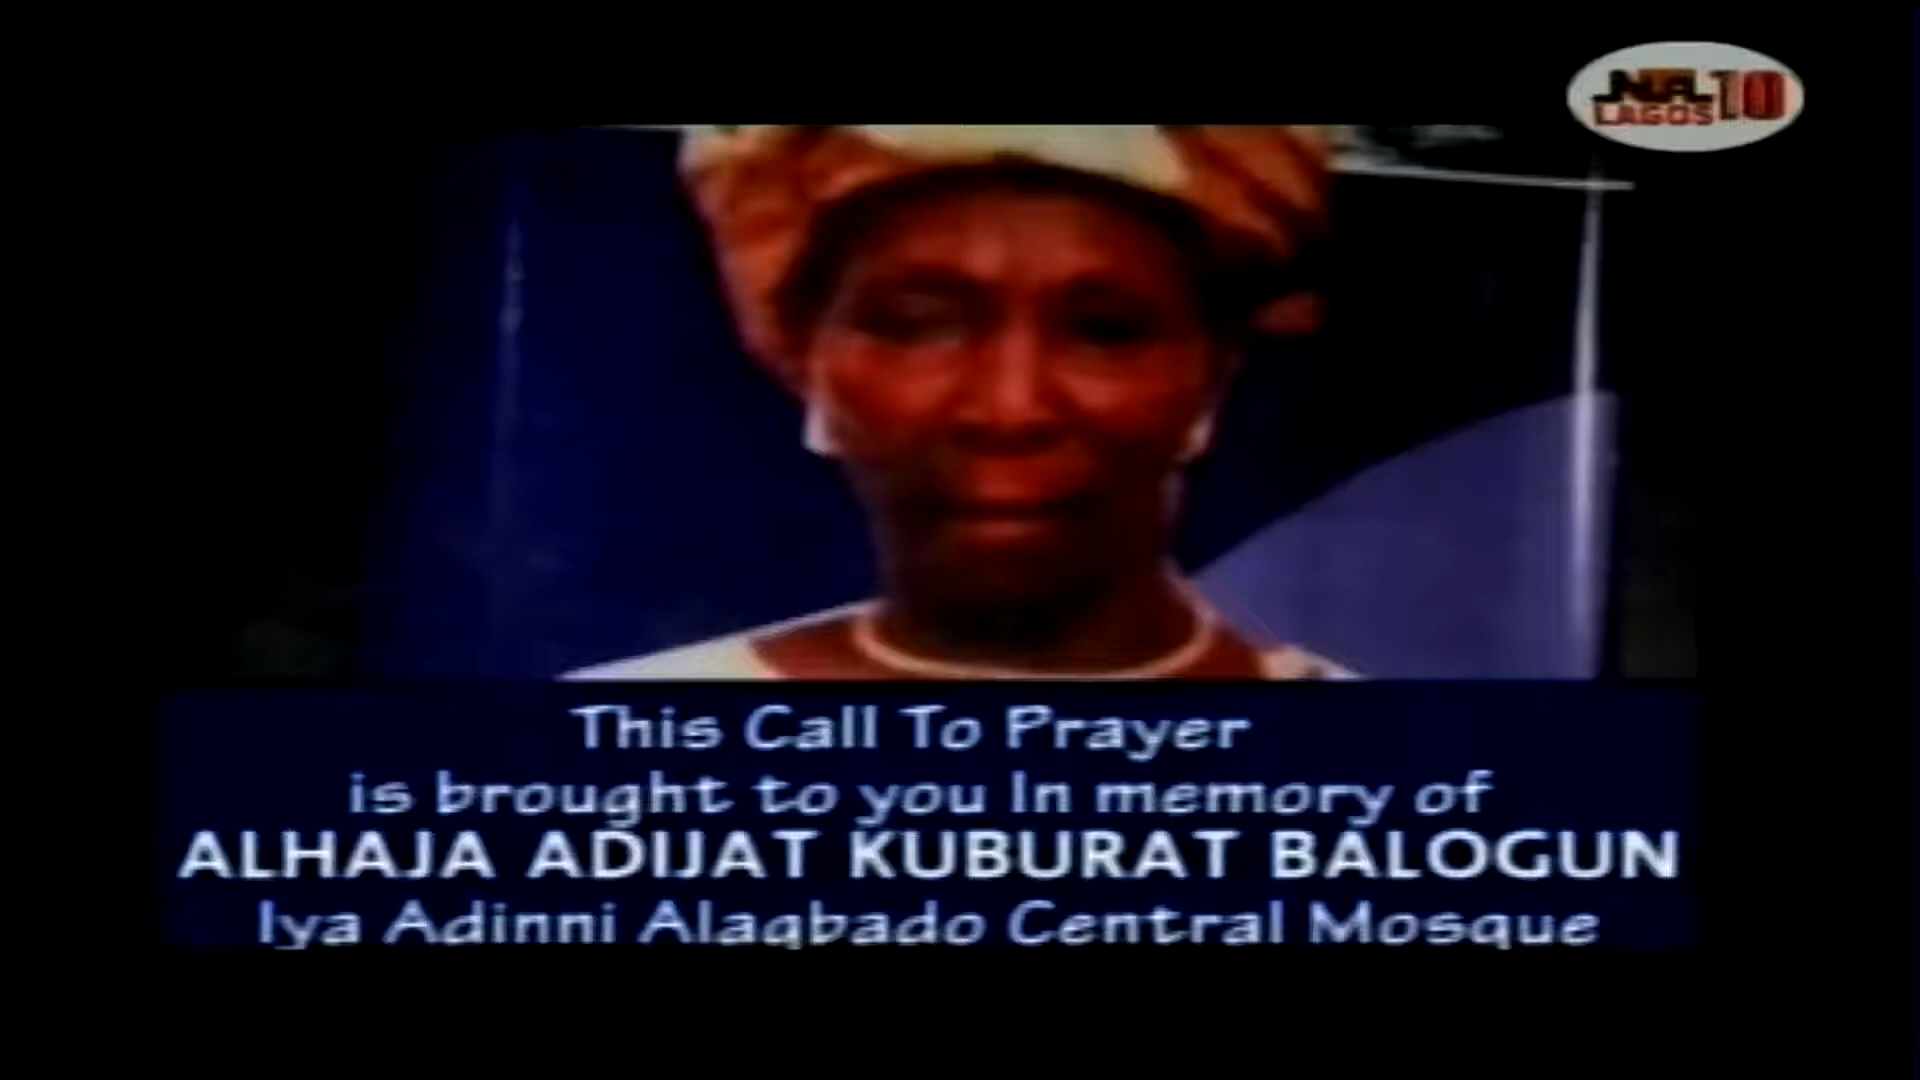 LAGOS 10
This Call To Prayer
is brought to you In memory of
ALHAJA ADIJAT KUBURAT BALOGUN
Iya Adinni Alagbado Central Mosque